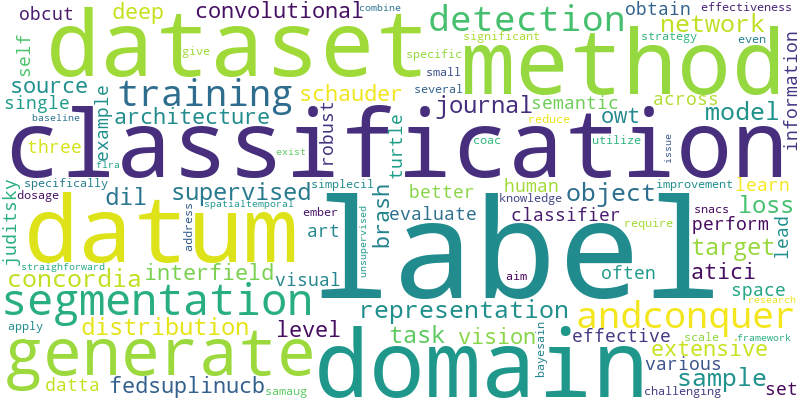 obcut deep convolutional combine detection obtain effectiveness
self give dataset specific significant network strategy even
source training small method information
single several schauder journal semantic across model
baseline example architecture robust owt reduce
three classification turtle coac utilize issue
fira exist
specifically dil supervised simplecil better human object improvement learn
dosage spatialtemporal ember brash knowledge snacs loss
juditsky address art unsupervised evaluate classifier require perform lead
datum label aim target
concordia interfield visual often atici
straighforward space research
segmentation representation andconquer
apply distribution level task vision bayesain effective scale framework
generate domain various extensive
datta fedsuplinucb samaug challenging sample set